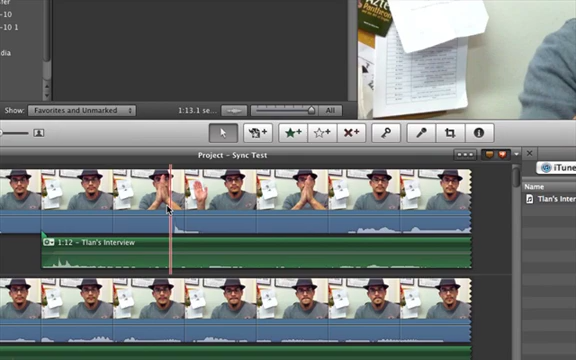 -10
-10 1
dia
Show: Favorites and Unmarked 1:13.1 se... All
Project - Sync Test
iTune
Name
Tlan's Interv
1:12 - Tlan's Interview